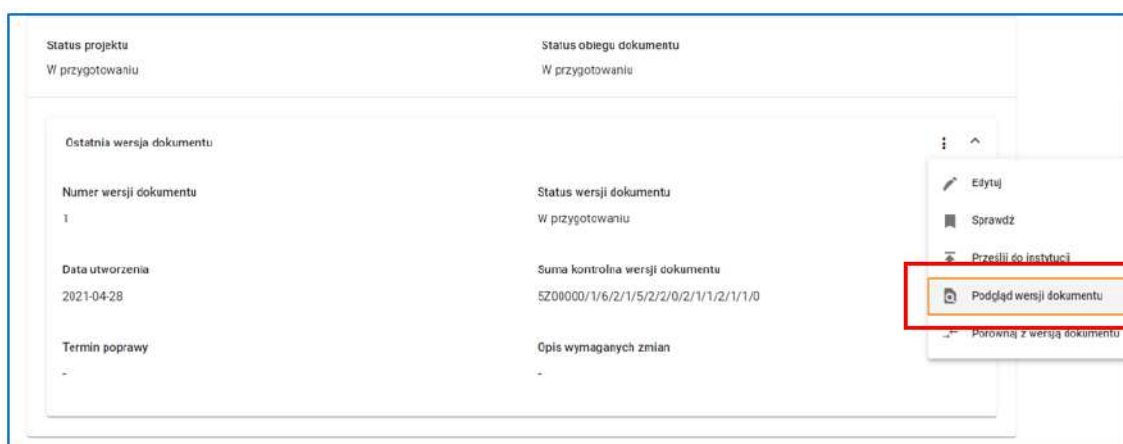 Status projektu
Status obiegu dokumentu
W przygotowaniu
W przygotowaniu
Ostatnia wersja dokumentu
Numer wersji dokumentu
Status wersji dokumentu
1
W przygotowaniu
Data utworzenia
Suma kontrolna wersji dokumentu
2021-04-28
5Z00000/1/6/2/1/5/2/2/0/2/1/1/2/1/1/0
Termin poprawy
Opis wymaganych zmian
-
-
Edytuj
Sprawdź
Prześlij do instytucji
Podgląd wersji dokumentu
Porównaj z wersją dokumentu